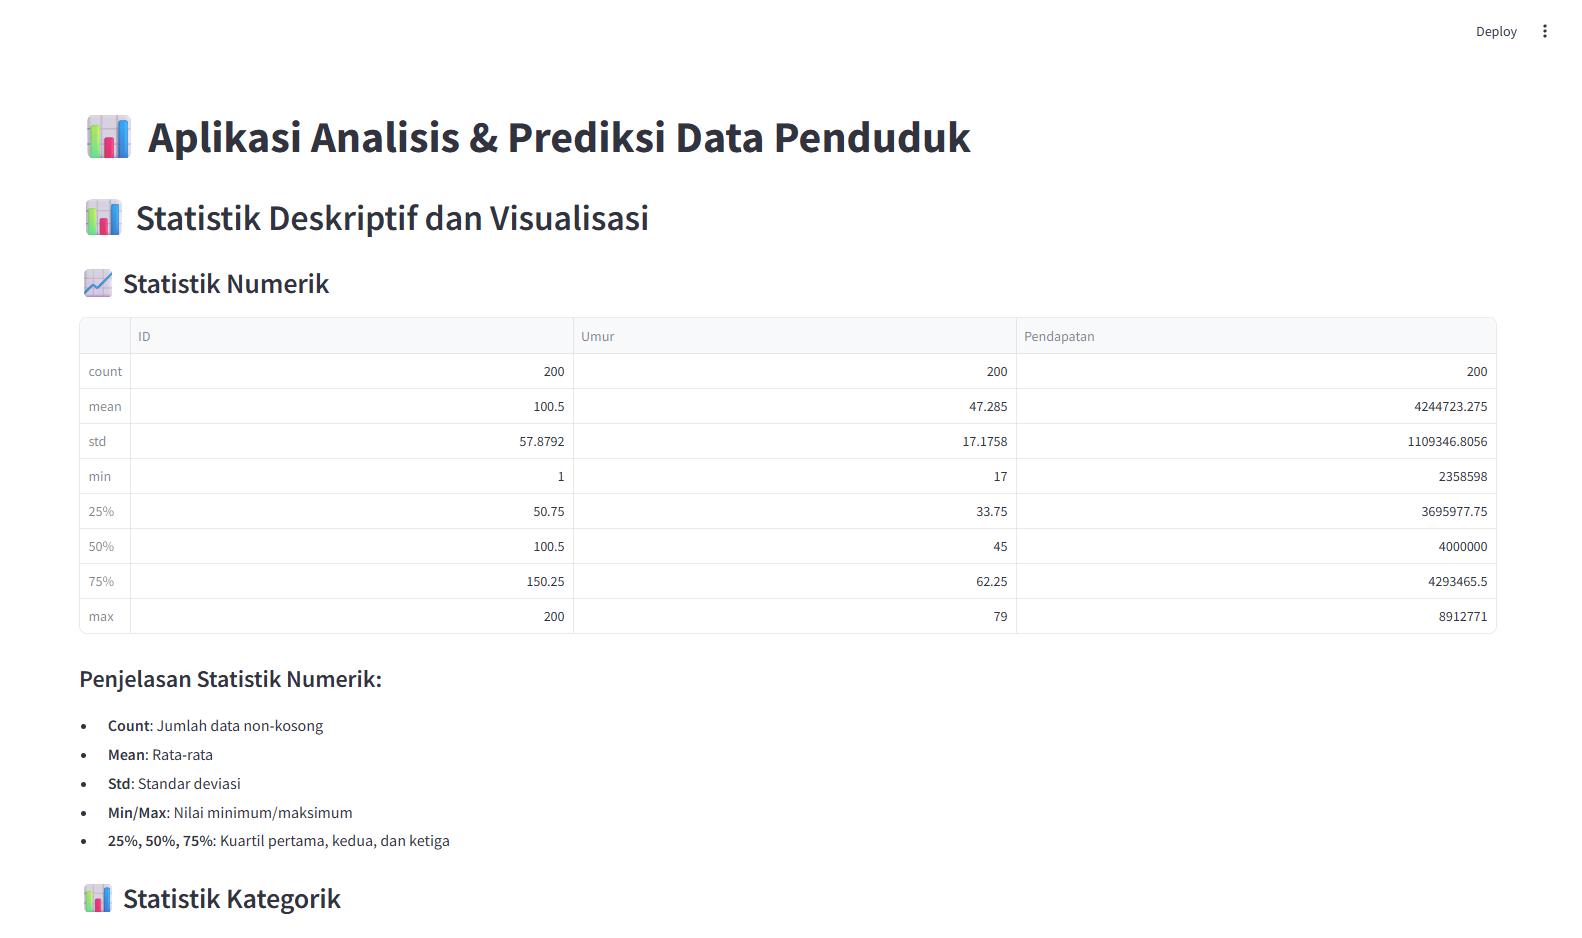 Deploy
Aplikasi Analisis & Prediksi Data Penduduk
Statistik Deskriptif dan Visualisasi
Statistik Numerik
ID Umur Pendapatan
count 200 200 200
mean 100.5 47.285 4244723.275
std 57.8792 17.1758 1109346.8056
min 1 17 2358598
25% 50.75 33.75 3695977.75
50% 100.5 45 4000000
75% 150.25 62.25 4293465.5
max 200 79 8912771
Penjelasan Statistik Numerik:
• Count: Jumlah data non-kosong
• Mean: Rata-rata
• Std: Standar deviasi
• Min/Max: Nilai minimum/maksimum
• 25%, 50%, 75%: Kuartil pertama, kedua, dan ketiga
Statistik Kategorik